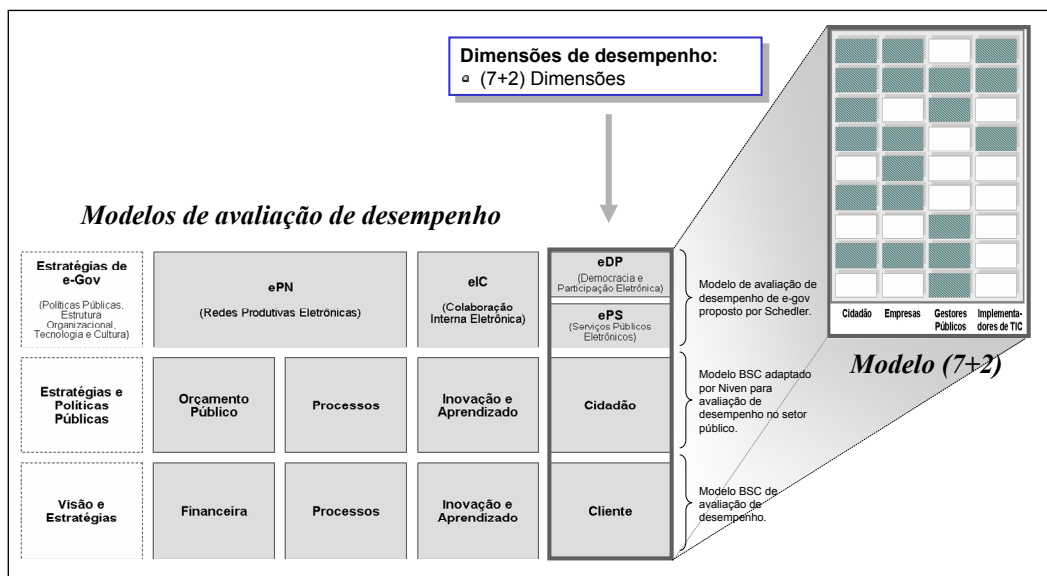 Dimensões de desempenho:
(7+2) Dimensões
Modelos de avaliação de desempenho
Estratégias de
e-Gov
(Políticas Públicas,
Estrutura
Organizacional,
Tecnologia e Cultura)
ePN
(Redes Produtivas Eletrônicas)
eIC
(Colaboração
Interna Eletrônica)
eDP
(Democracia e
Participação Eletrônica)
ePS
(Serviços Públicos
Eletrônicos)
Modelo de avaliação de
desempenho de e-gov
proposto por Schedler.
Cidadão
Empresas
Gestores
Públicos
Implementa-
dores de TIC
Modelo (7+2)
Estratégias e
Políticas
Públicas
Orçamento
Público
Processos
Inovação e
Aprendizado
Cidadão
Modelo BSC adaptado
por Niven para
avaliação de
desempenho no setor
público.
Visão e
Estratégias
Financeira
Processos
Inovação e
Aprendizado
Cliente
Modelo BSC de
avaliação de
desempenho.